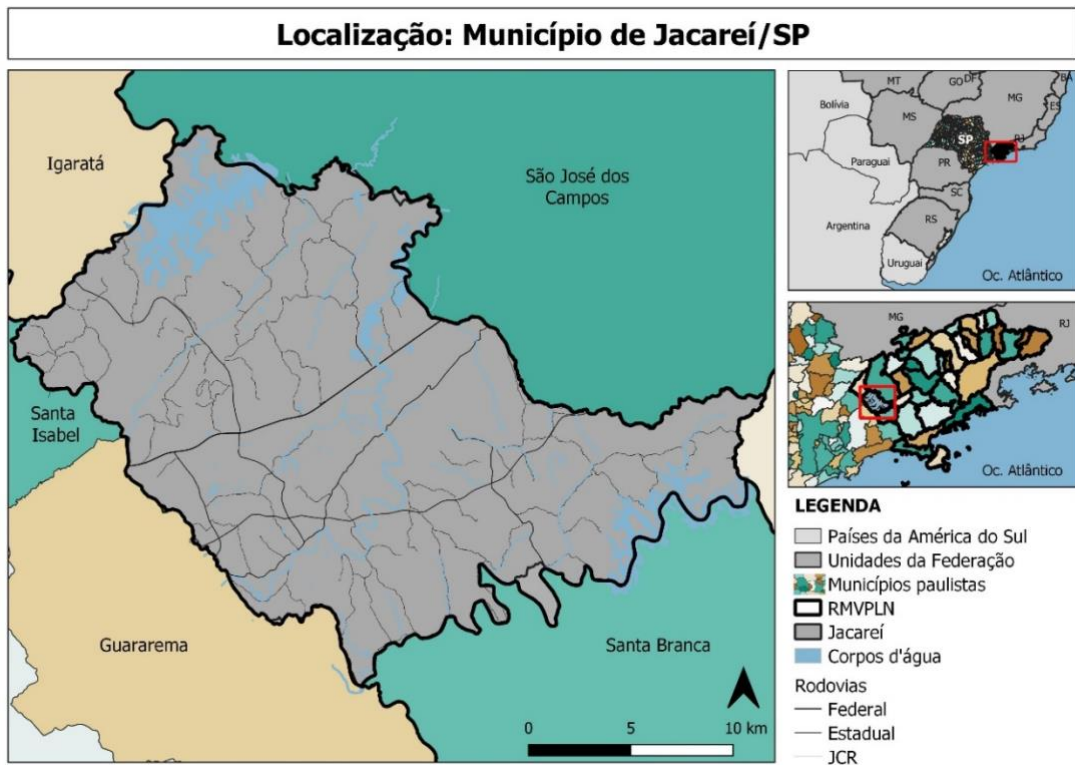 Localização: Município de Jacareí/SP
Igaratá
São José dos
Campos
Santa
Isabel
Guararema
Santa Branca
0 5 10 km
MT
GO
DF
BA
Bolívia
MG
ES
MS
SP
RJ
Paraguai
PR
SC
Argentina
RS
Uruguai
Oc. Atlântico
MG
RJ
Oc. Atlântico
LEGENDA
Países da América do Sul
Unidades da Federação
Municípios paulistas
RMVPLN
Jacareí
Corpos d'água
Rodovias
Federal
Estadual
JCR